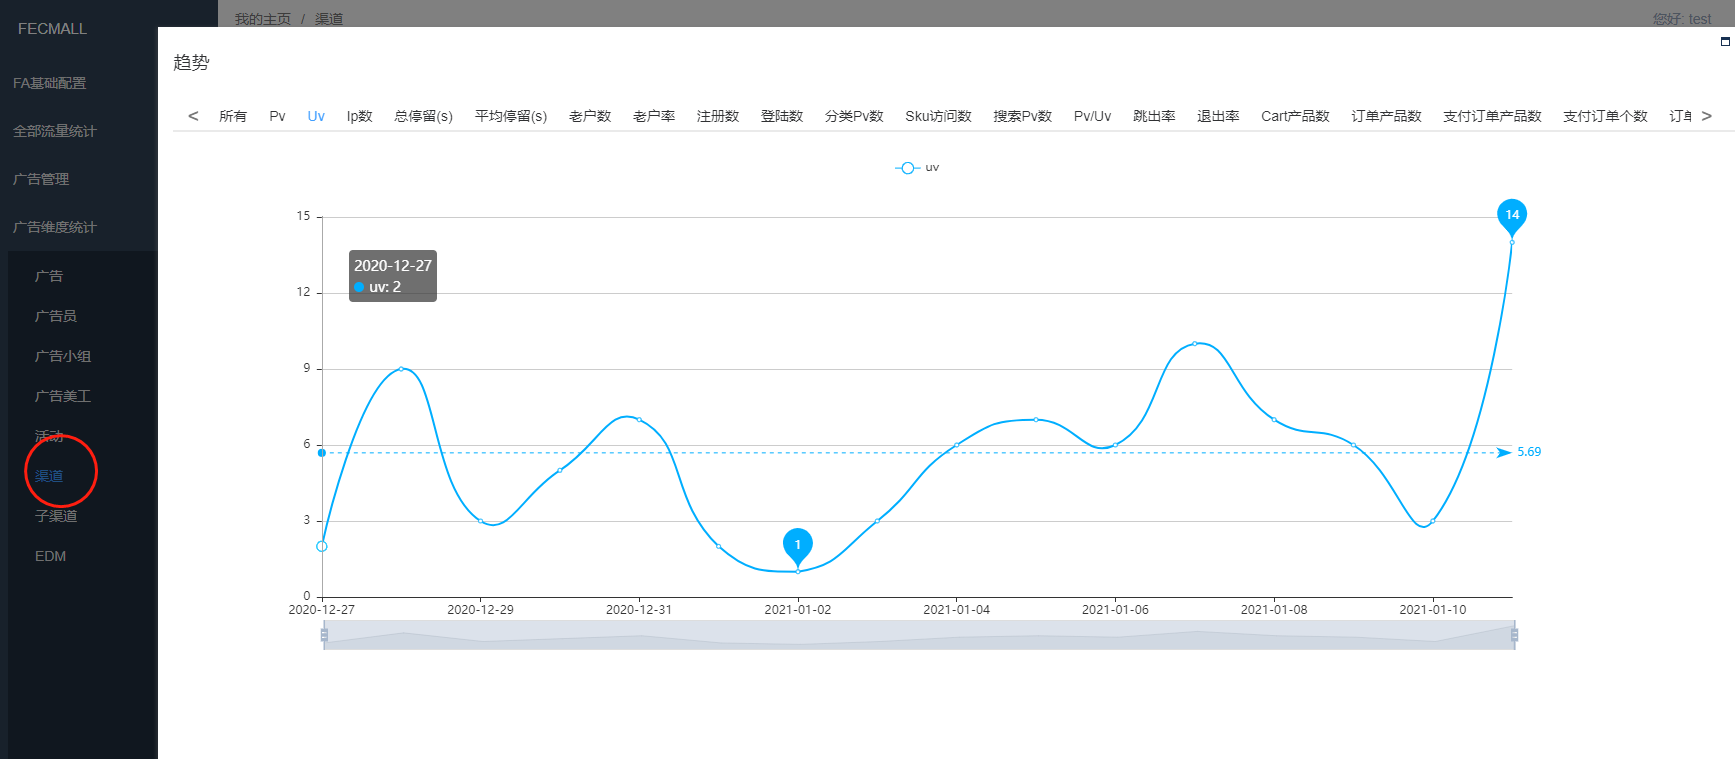 FECMALL
我的主页 / 渠道
您好: test
FA基础配置
全部流量统计
广告管理
广告维度统计
广告
广告员
广告小组
广告美工
活动
渠道
子渠道
EDM
趋势
< 所有 Pv Uv Ip数 总停留(s) 平均停留(s) 老户数 老户率 注册数 登陆数 分类Pv数 Sku访问数 搜索Pv数 Pv/Uv 跳出率 退出率 Cart产品数 订单产品数 支付订单产品数 支付订单个数 订单 >
uv
15
14
2020-12-27
uv: 2
12
9
6
5.69
3
1
0
2020-12-27 2020-12-29 2020-12-31 2021-01-02 2021-01-04 2021-01-06 2021-01-08 2021-01-10